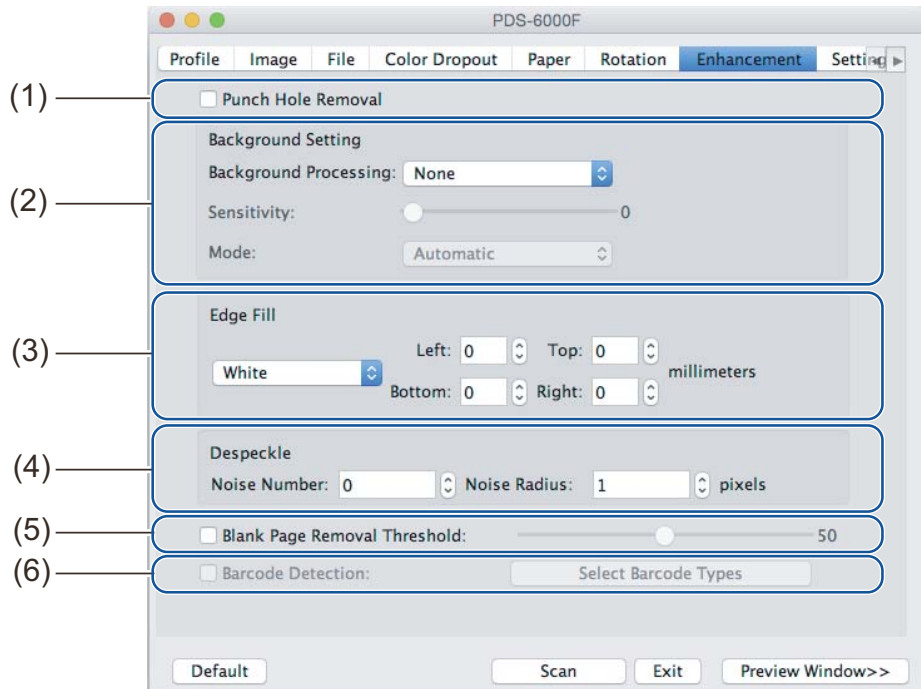 PDS-6000F
Profile Image File Color Dropout Paper Rotation Enhancement Setting
(1) Punch Hole Removal
(2) Background Setting
Background Processing: None
Sensitivity: 0
Mode: Automatic
(3) Edge Fill
Left: 0 Top: 0
White millimeters
Bottom: 0 Right: 0
(4) Despeckle
Noise Number: 0 Noise Radius: 1 pixels
(5) Blank Page Removal Threshold: 50
(6) Barcode Detection: Select Barcode Types
Default Scan Exit Preview Window>>